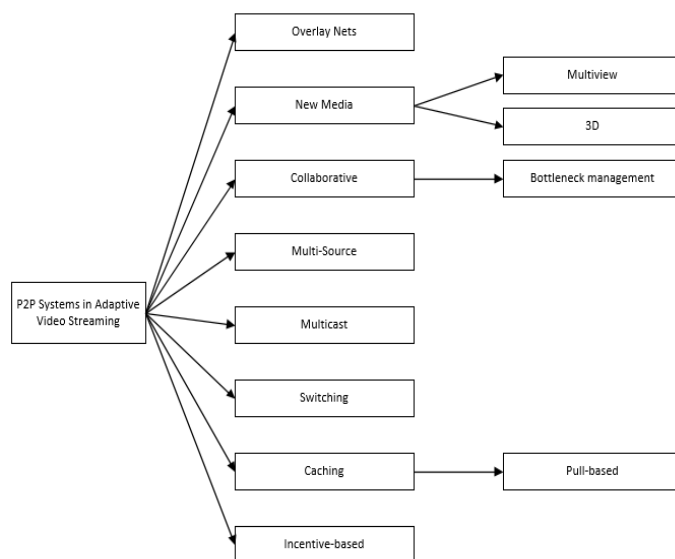 Overlay Nets
Multiview
New Media
3D
Collaborative
Bottleneck management
Multi-Source
P2P Systems in Adaptive
Video Streaming
Multicast
Switching
Caching
Pull-based
Incentive-based